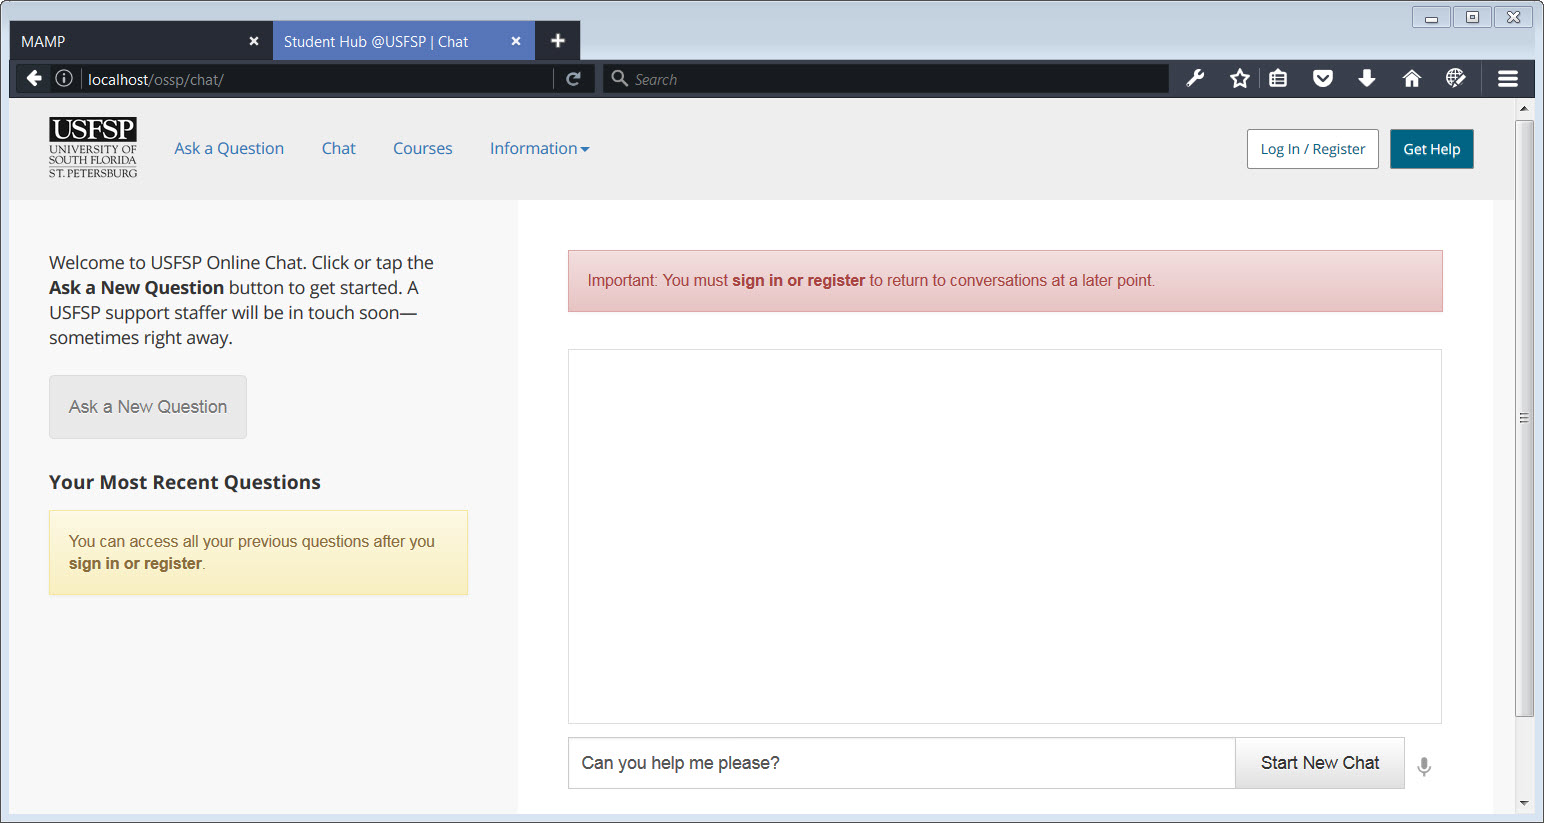 MAMP
Student Hub @USFSP | Chat
localhost/ossp/chat/
Search
USFSP
UNIVERSITY OF
SOUTH FLORIDA
ST. PETERSBURG
Ask a Question
Chat
Courses
Information
Log In / Register
Get Help
Welcome to USFSP Online Chat. Click or tap the
Ask a New Question button to get started. A
USFSP support staffer will be in touch soon—
sometimes right away.
Ask a New Question
Your Most Recent Questions
You can access all your previous questions after you
sign in or register.
Important: You must sign in or register to return to conversations at a later point.
Can you help me please?
Start New Chat